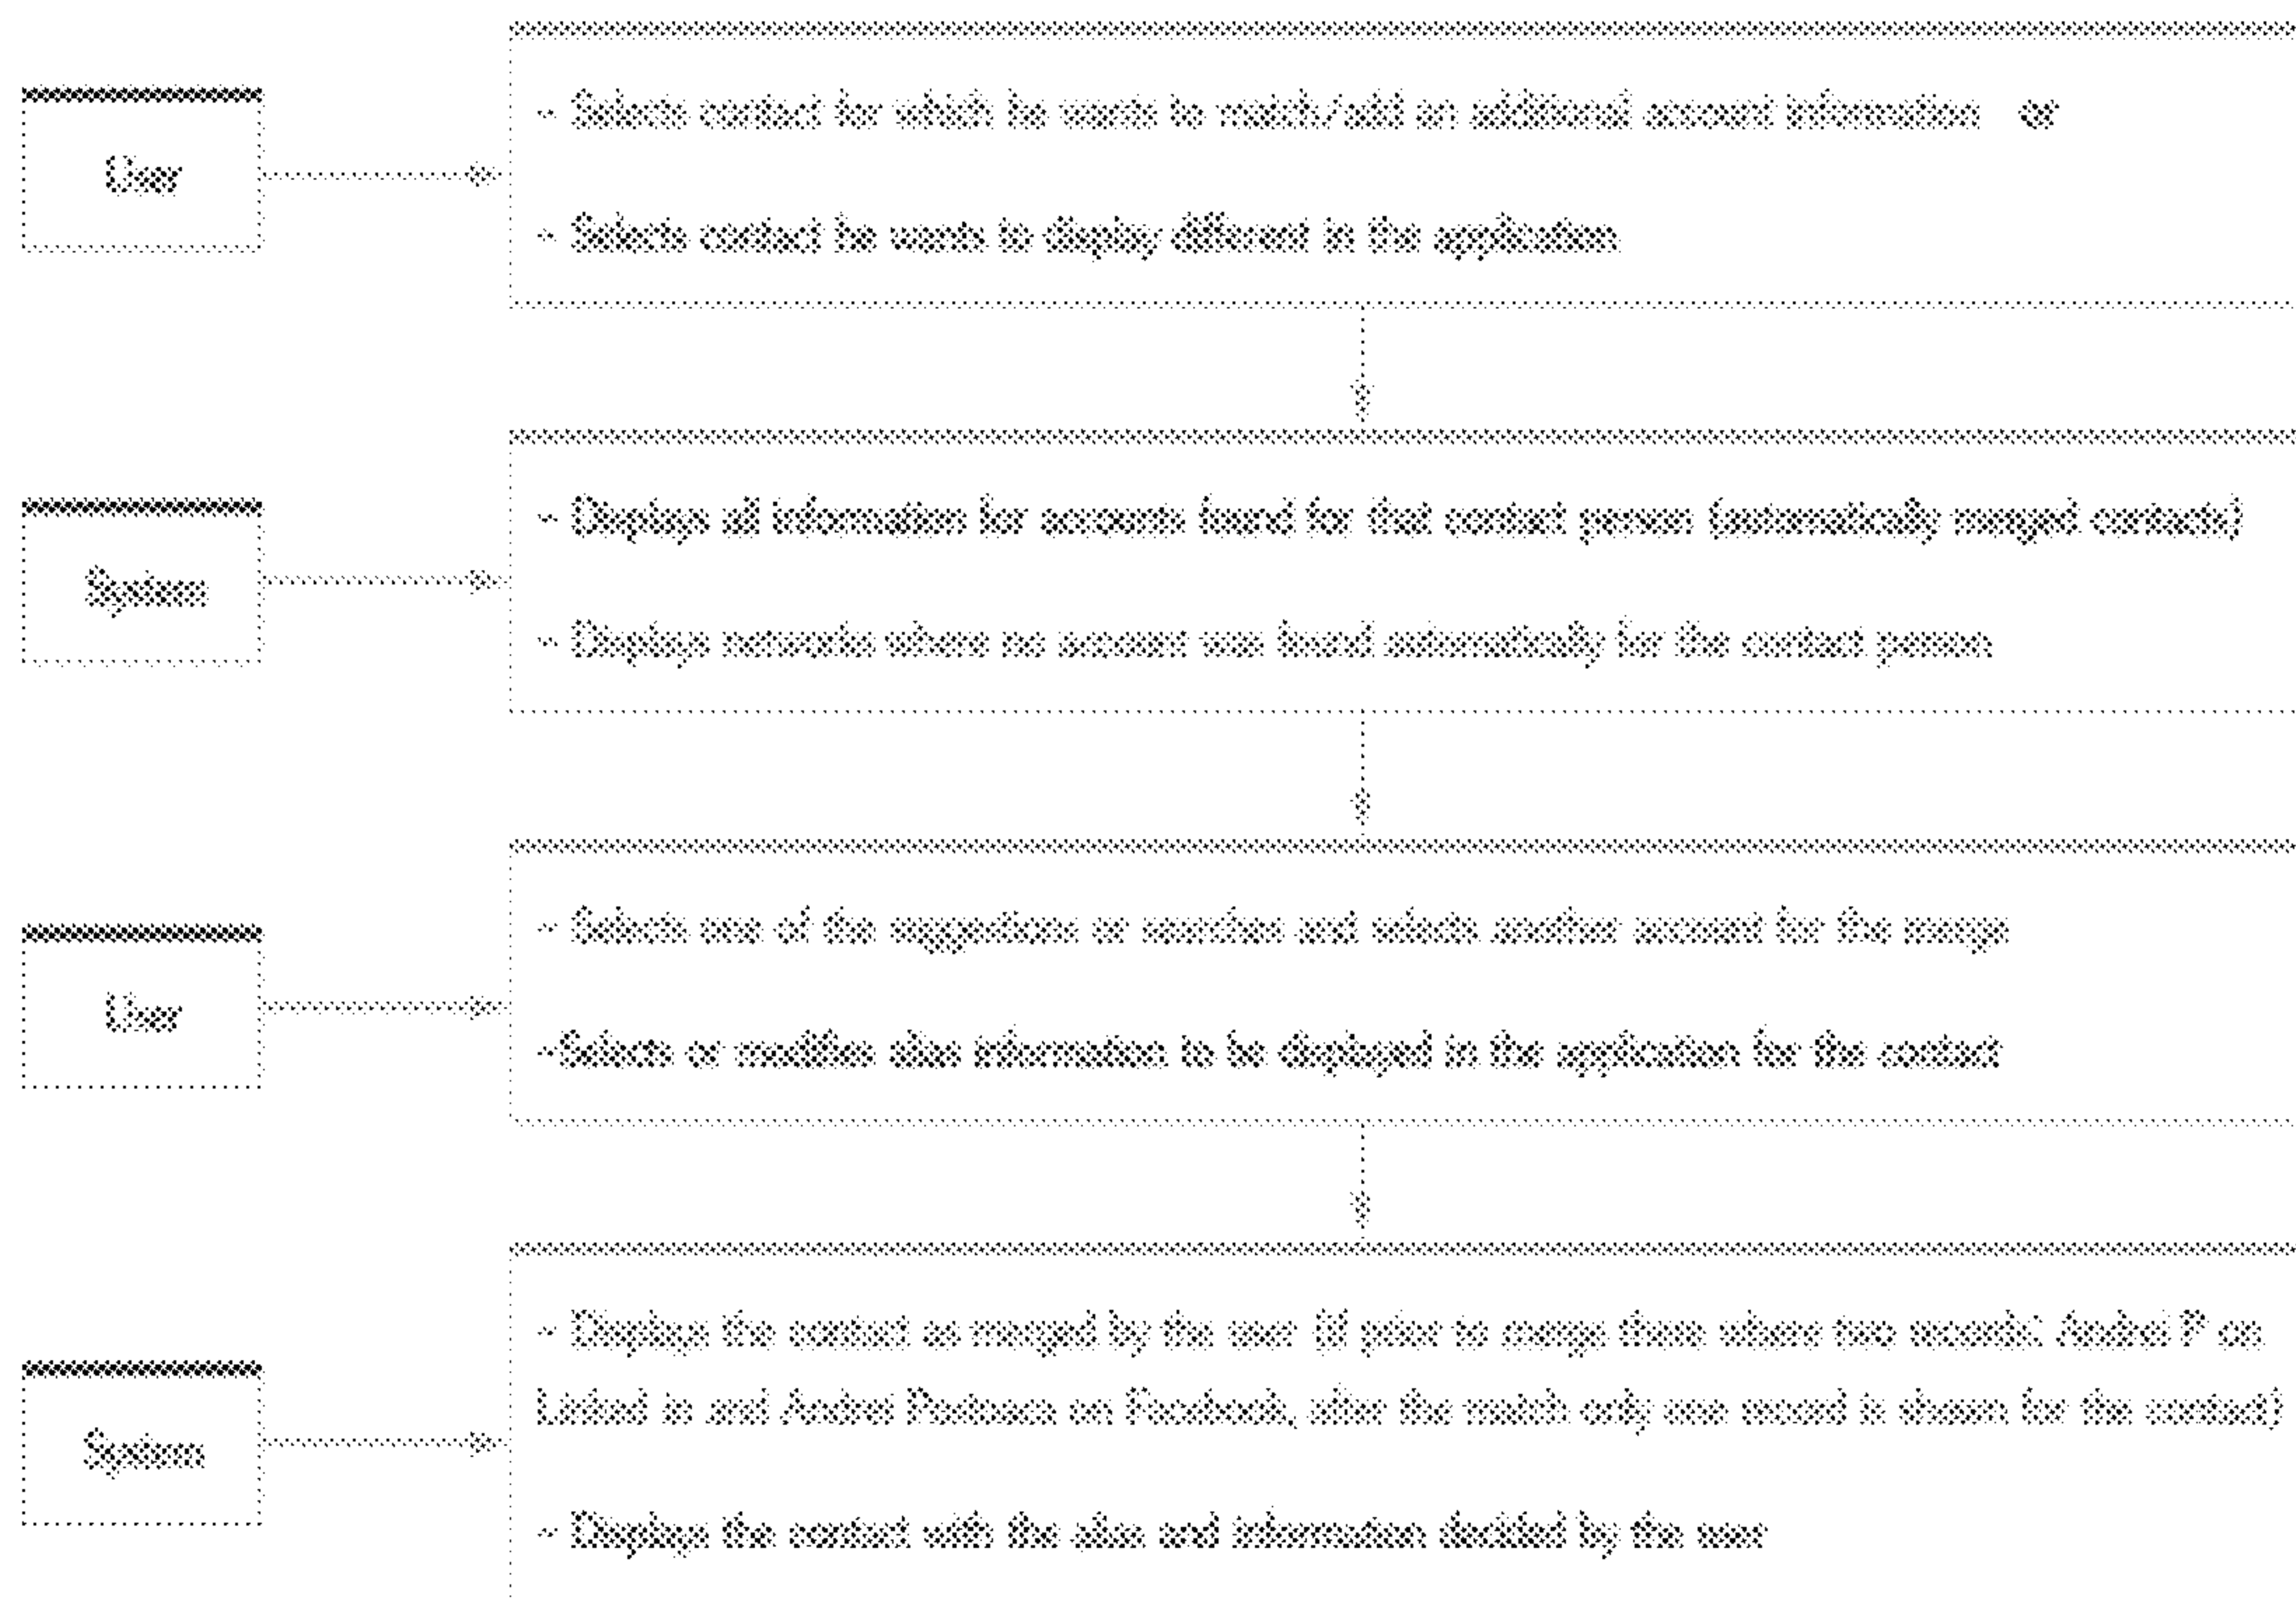 User
- Selects contact for which he wants to match/add an additional account information or
- Selects contact he wants to display different in the application
System
- Displays all information for accounts found for that contact person (automatically merged contacts)
- Displays networks where no account was found automatically for the contact person
User
- Selects one of the suggestions or searches and selects another account for the merge
-Selects or modifies alias information to be displayed in the application for the contact
System
- Displays the contact as merged by the user (if prior to merge there where two records: Andrei P on
Linked in and Andrei on Facebook, after the match only one record is shown for the contact)
- Displays the contact with the alias and information decided by the user